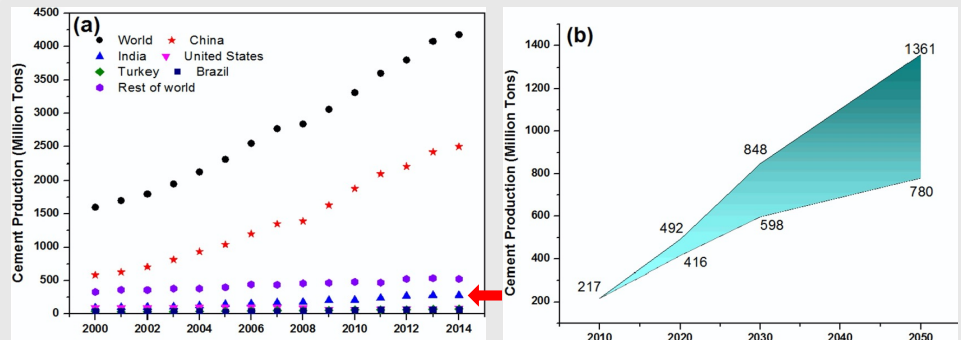 (a)
World China
India United States
Turkey Brazil
Rest of world
Cement Prduction (Million Tons)
4500
4000
3500
3000
2500
2000
1500
1000
500
0
2000 2002 2004 2006 2008 2010 2012 2014
(b)
Cement Production (Million Tons)
1400
1200
1000
800
600
400
200
1361
848
780
598
492
416
217
2010 2020 2030 2040 2050